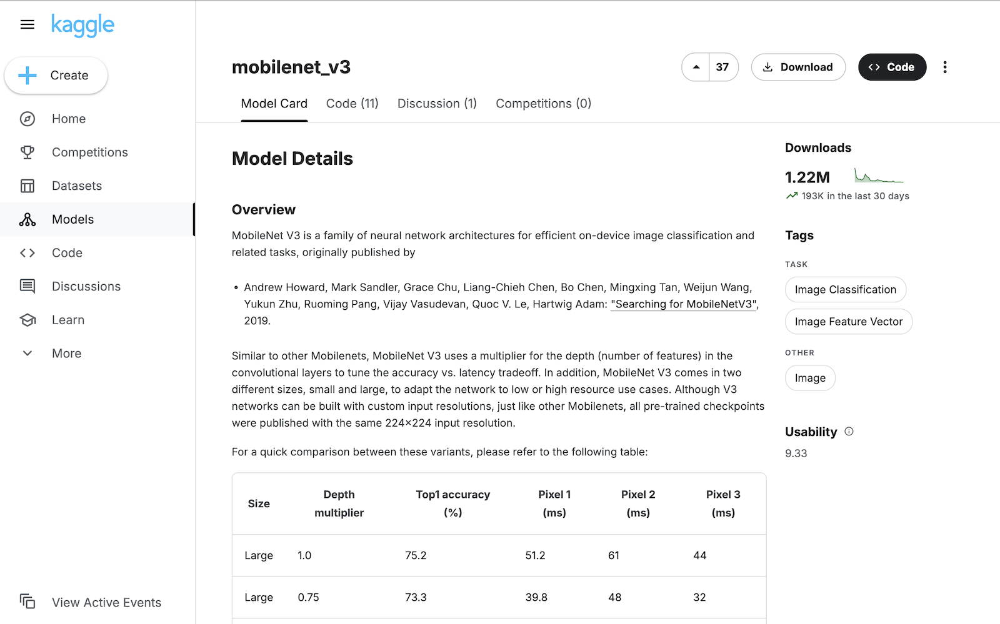 kaggle
Create
Home
Competitions
Datasets
Models
Code
Discussions
Learn
More
View Active Events
mobilenet_v3
37
Download
<> Code
Model Card
Code (11)
Discussion (1)
Competitions (0)
Model Details
Overview
MobileNet V3 is a family of neural network architectures for efficient on-device image classification and
related tasks, originally published by
• Andrew Howard, Mark Sandler, Grace Chu, Liang-Chieh Chen, Bo Chen, Mingxing Tan, Weijun Wang,
Yukun Zhu, Ruoming Pang, Vijay Vasudevan, Quoc V. Le, Hartwig Adam: "Searching for MobileNetV3",
2019.
Similar to other Mobilenets, MobileNet V3 uses a multiplier for the depth (number of features) in the
convolutional layers to tune the accuracy vs. latency tradeoff. In addition, MobileNet V3 comes in two
different sizes, small and large, to adapt the network to low or high resource use cases. Although V3
networks can be built with custom input resolutions, just like other Mobilenets, all pre-trained checkpoints
were published with the same 224×224 input resolution.
For a quick comparison between these variants, please refer to the following table:
Size Depth multiplier Top1 accuracy (%) Pixel 1 (ms) Pixel 2 (ms) Pixel 3 (ms)
Large 1.0 75.2 51.2 61 44
Large 0.75 73.3 39.8 48 32
Downloads
1.22M
193K in the last 30 days
Tags
TASK
Image Classification
Image Feature Vector
OTHER
Image
Usability
9.33